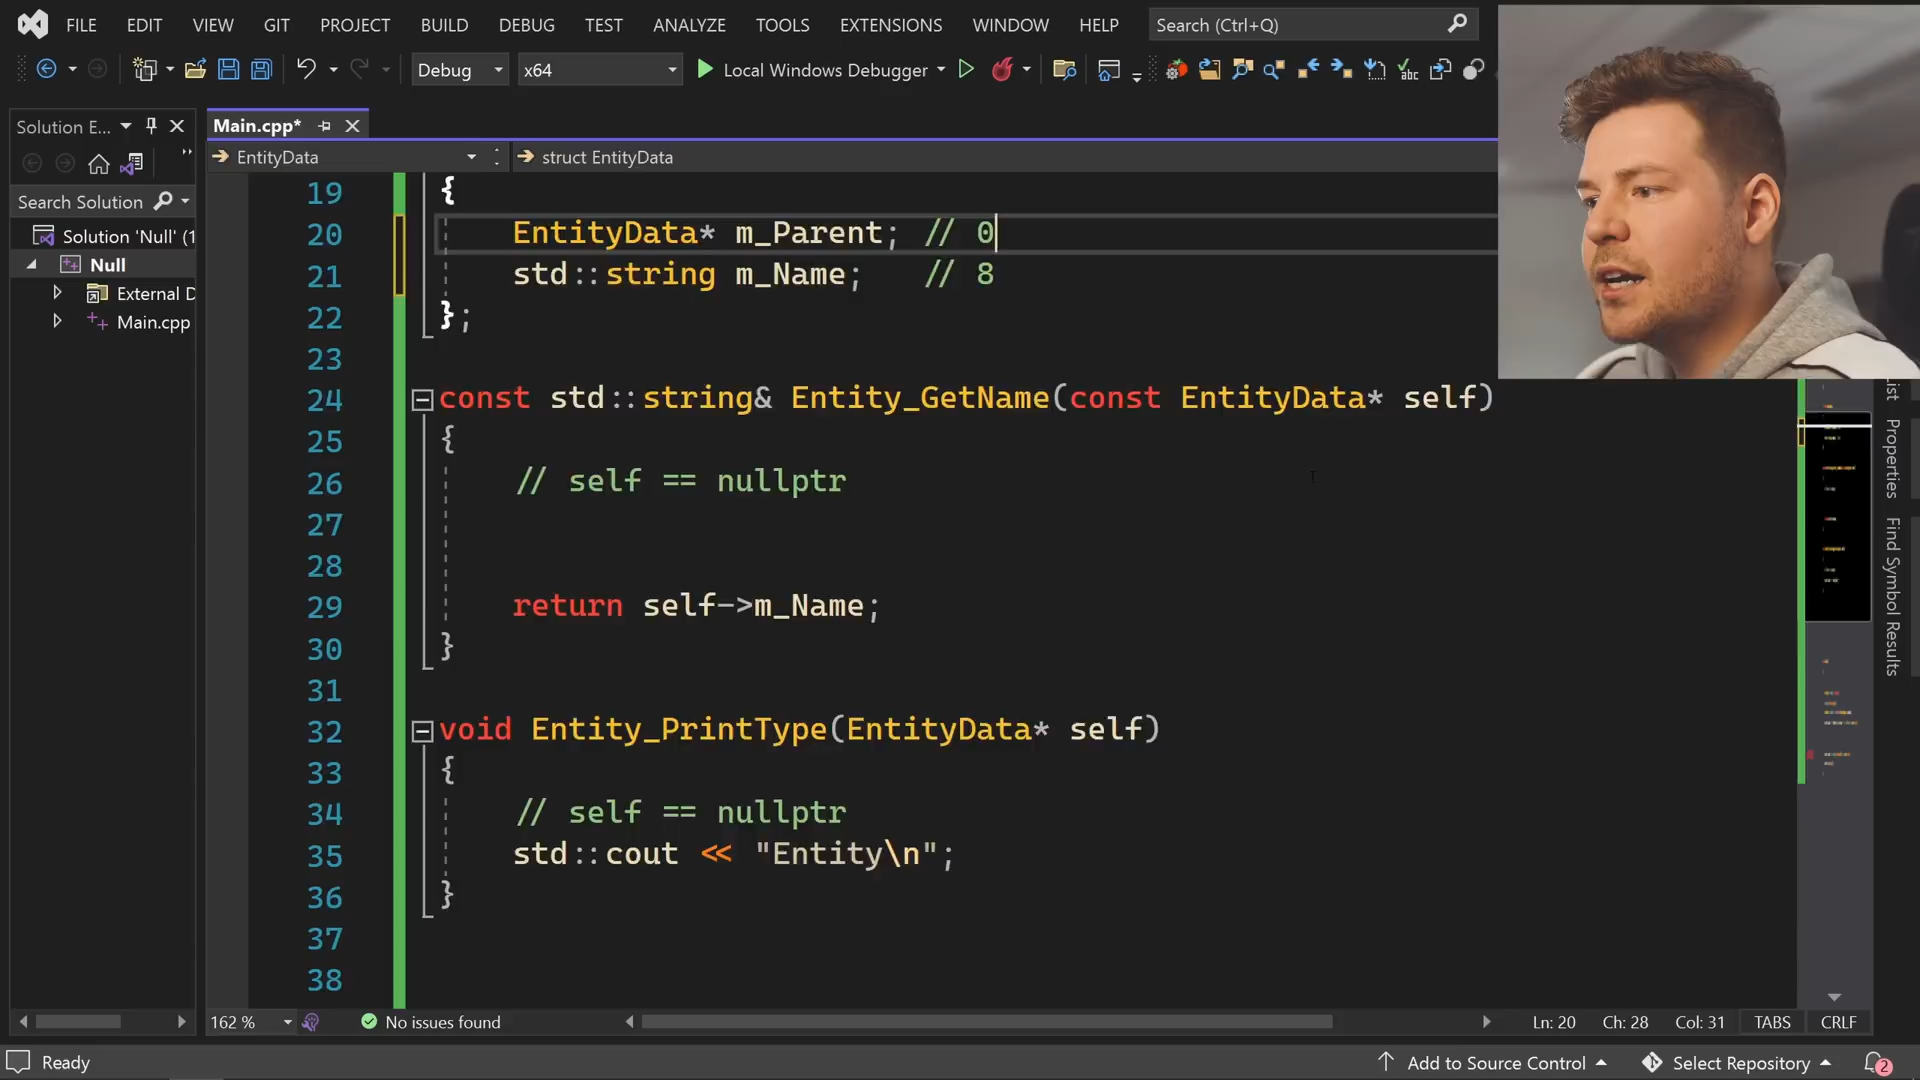 FILE EDIT VIEW GIT PROJECT BUILD DEBUG TEST ANALYZE TOOLS EXTENSIONS WINDOW HELP Search (Ctrl+Q)
Debug x64 Local Windows Debugger
Solution E... Main.cpp*
EntityData struct EntityData
Search Solution
Solution 'Null' (1
Null
External D
Main.cpp
19 {
20 EntityData* m_Parent; // 0
21 std::string m_Name; // 8
22 };
23
24 const std::string& Entity_GetName(const EntityData* self)
25 {
26 // self == nullptr
27
28
29 return self->m_Name;
30 }
31
32 void Entity_PrintType(EntityData* self)
33 {
34 // self == nullptr
35 std::cout << "Entity\n";
36 }
37
38
Properties
Find Symbol Results
162 % No issues found Ln: 20 Ch: 28 Col: 31 TABS CRLF
Ready Add to Source Control Select Repository 2